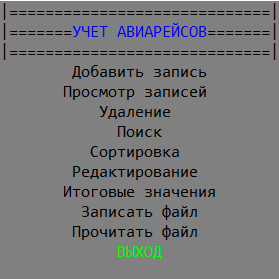 |=============================|
|=======УЧЕТ АВИАРЕЙСОВ=======|
|=============================|
Добавить запись
Просмотр записей
Удаление
Поиск
Сортировка
Редактирование
Итоговые значения
Записать файл
Прочитать файл
ВЫХОД